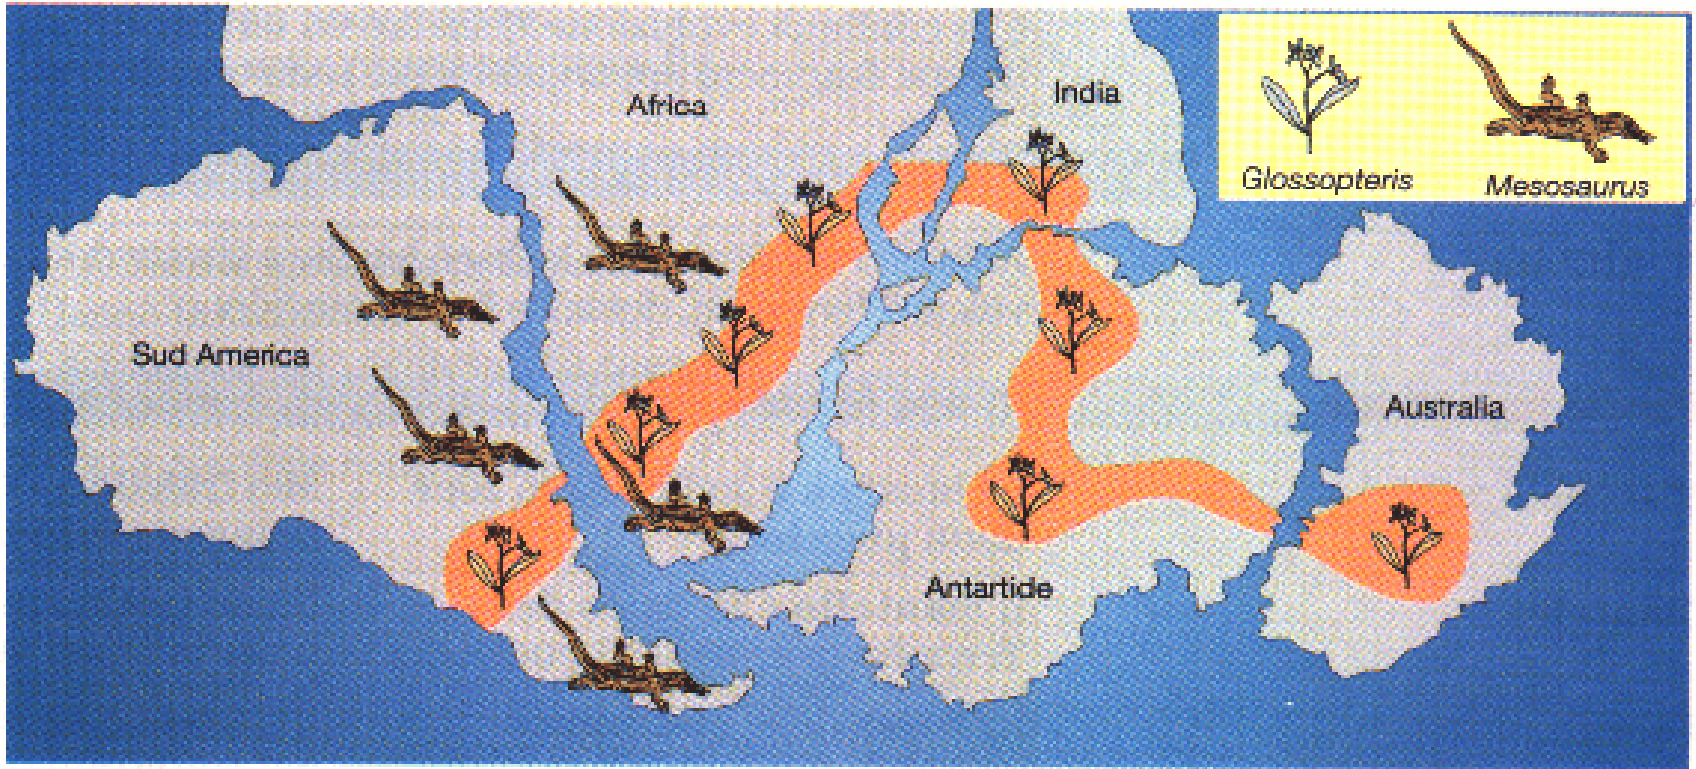 Africa
India
Glossopteris
Mesosaurus
Sud America
Australia
Antartide